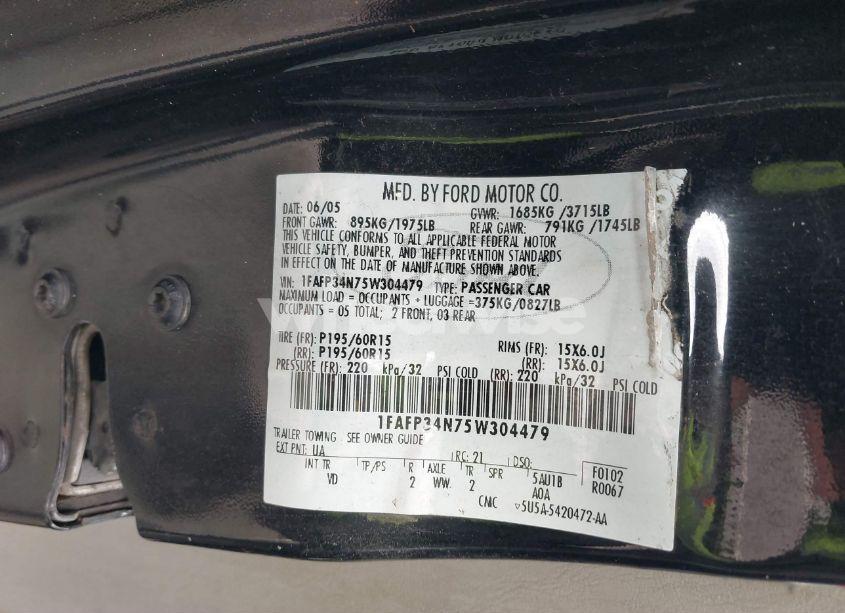 MFD. BY FORD MOTOR CO.
DATE: 06/05 GVWR: 1685KG /3715LB
FRONT GAWR: 895KG/1975LB REAR GAWR: 791KG /1745LB
THIS VEHICLE CONFORMS TO ALL APPLICABLE FEDERAL MOTOR
VEHICLE SAFETY, BUMPER, AND THEFT PREVENTION STANDARDS
IN EFFECT ON THE DATE OF MANUFACTURE SHOWN ABOVE.
VIN: 1FAFP34N75W304479 TYPE: PASSENGER CAR
MAXIMUM LOAD = OCCUPANTS + LUGGAGE =375KG/0827LB
OCCUPANTS = 05 TOTAL; 2 FRONT, 03 REAR
TIRE (FR): P195/60R15 RIMS (FR): 15X6.0J
(RR): P195/60R15 (RR): 15X6.0J
PRESSURE (FR): 220 kPa/32 PSI COLD (RR): 220 kPa/32 PSI COLD
1FAFP34N75W304479
TRAILER TOWING - SEE OWNER GUIDE
EXT PNT: UA RC: 21 DSO:
INT TR TP/PS R AXLE TR SPR 5AU1B F0102
VD 2 WW. 2 A0A R0067
CNC ▽5U5A-5420472-AA